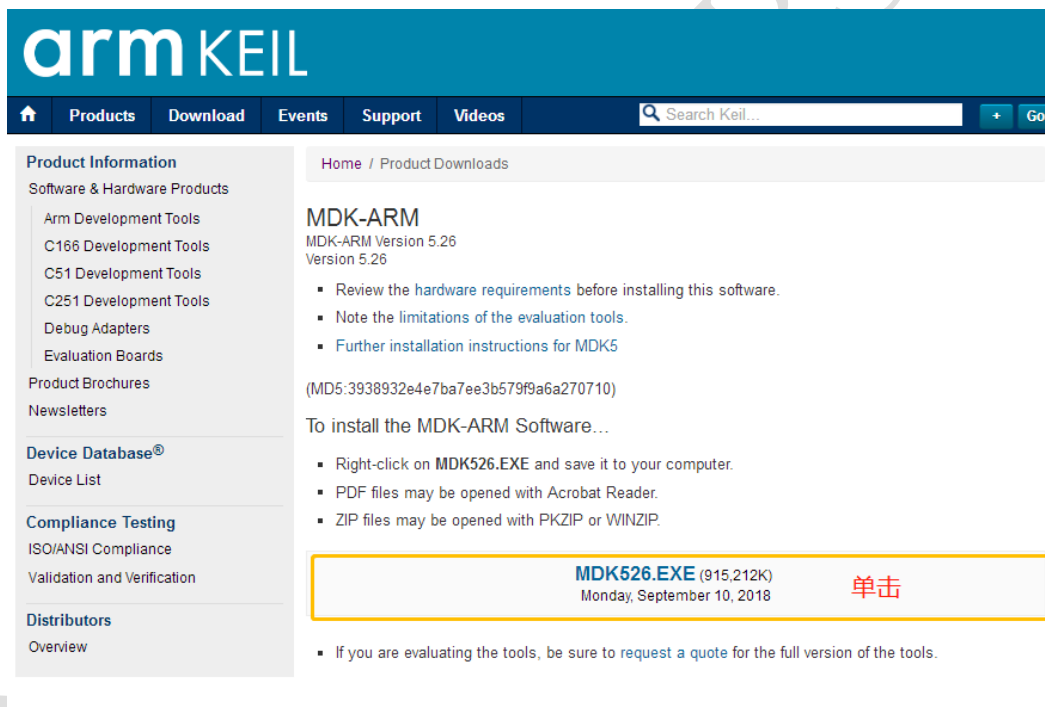 arm KEIL
Products Download Events Support Videos Search Keil... + Go
Product Information
Software & Hardware Products
Arm Development Tools
C166 Development Tools
C51 Development Tools
C251 Development Tools
Debug Adapters
Evaluation Boards
Product Brochures
Newsletters
Device Database®
Device List
Compliance Testing
ISO/ANSI Compliance
Validation and Verification
Distributors
Overview
Home / Product Downloads
MDK-ARM
MDK-ARM Version 5.26
Version 5.26
Review the hardware requirements before installing this software.
Note the limitations of the evaluation tools.
Further installation instructions for MDK5
(MD5:3938932e4e7ba7ee3b579f9a6a270710)
To install the MDK-ARM Software...
Right-click on MDK526.EXE and save it to your computer.
PDF files may be opened with Acrobat Reader.
ZIP files may be opened with PKZIP or WINZIP.
MDK526.EXE (915,212K)
Monday, September 10, 2018
单击
If you are evaluating the tools, be sure to request a quote for the full version of the tools.